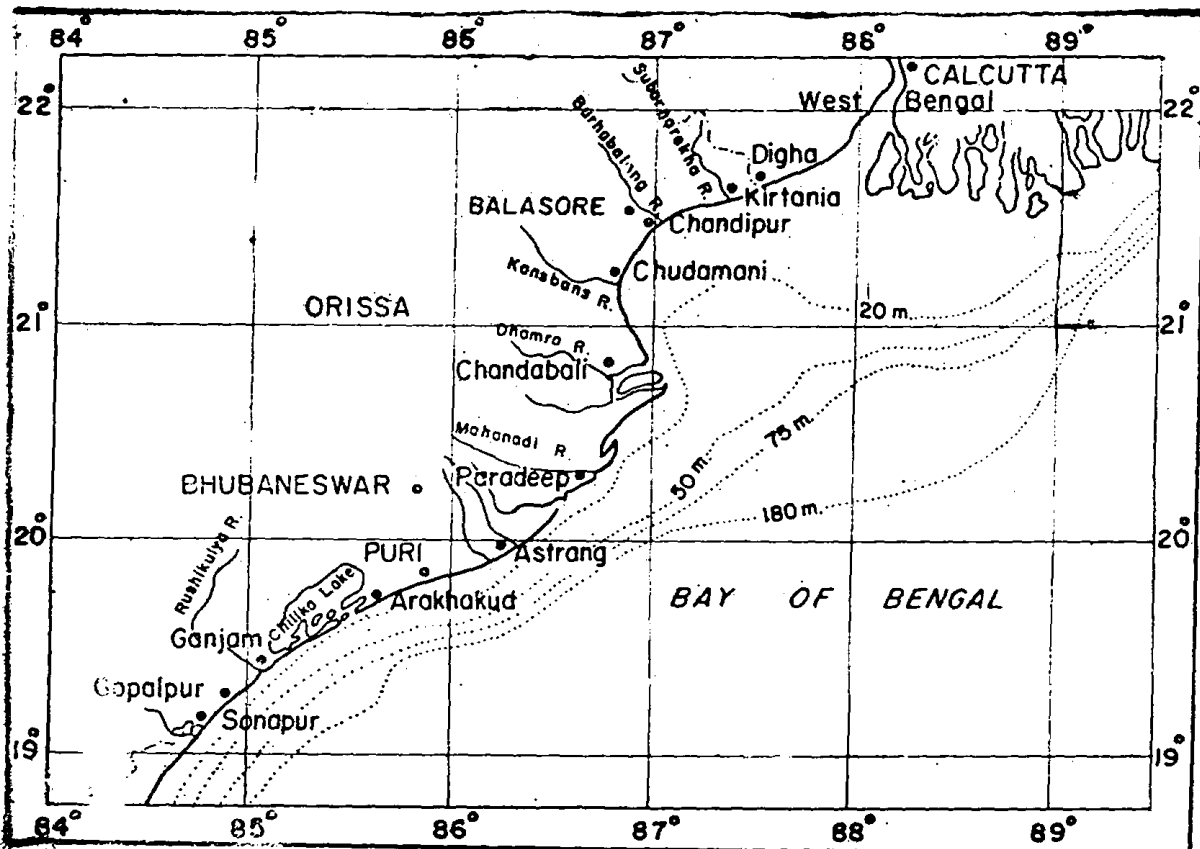 84° 85° 86° 87° 88° 89°
CALCUTTA
West Bengal
22° 22°
Subarnarekha R.
Burhabalang R.
Digha
Kirtania
BALASORE
Chandipur
Chudamani
Kansbans R.
ORISSA
20 m.
21° 21°
Dhamra R.
Chandabali
Mahanadi R.
75 m.
50 m.
Paradeep
BHUBANESWAR
180 m.
20° 20°
Astrang
PURI
Rushikulya R.
Chilika Lake
Arakhakud
BAY OF BENGAL
Ganjam
Gopalpur
Sonapur
19° 19°
84° 85° 86° 87° 88° 89°